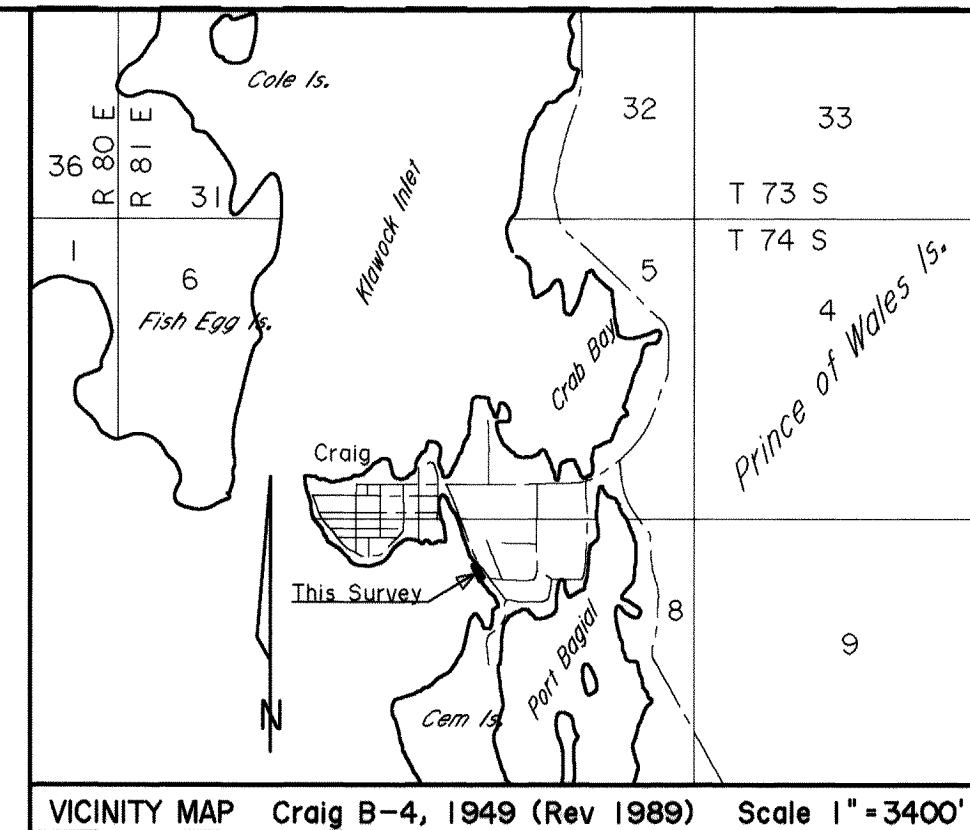 Cole Is.
32
33
36
R 80 E
R 81 E
31
T 73 S
Klawock Inlet
1
T 74 S
6
5
4
Fish Egg Is.
Prince of Wales Is.
Crab Bay
Craig
This Survey
8
9
Port Bagial
N
Cem Is.
VICINITY MAP Craig B-4, 1949 (Rev 1989) Scale 1"=3400'